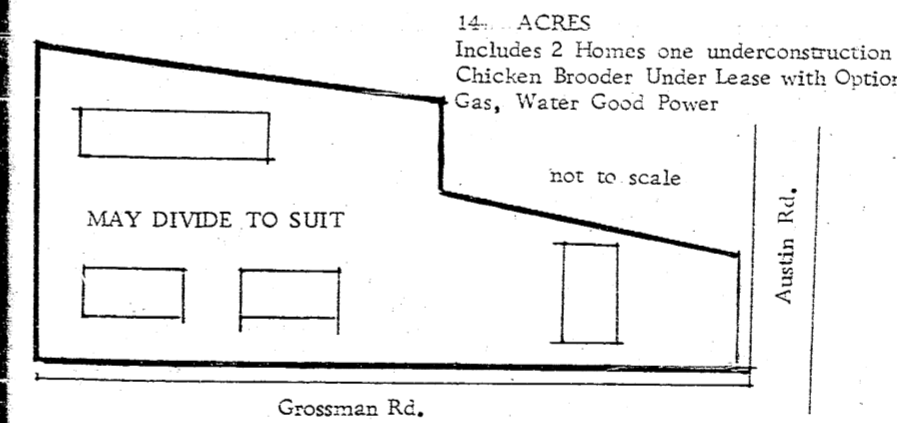 14 ACRES
Includes 2 Homes one underconstruction
Chicken Brooder Under Lease with Option
Gas, Water Good Power
not to scale
MAY DIVIDE TO SUIT
Austin Rd.
Grossman Rd.